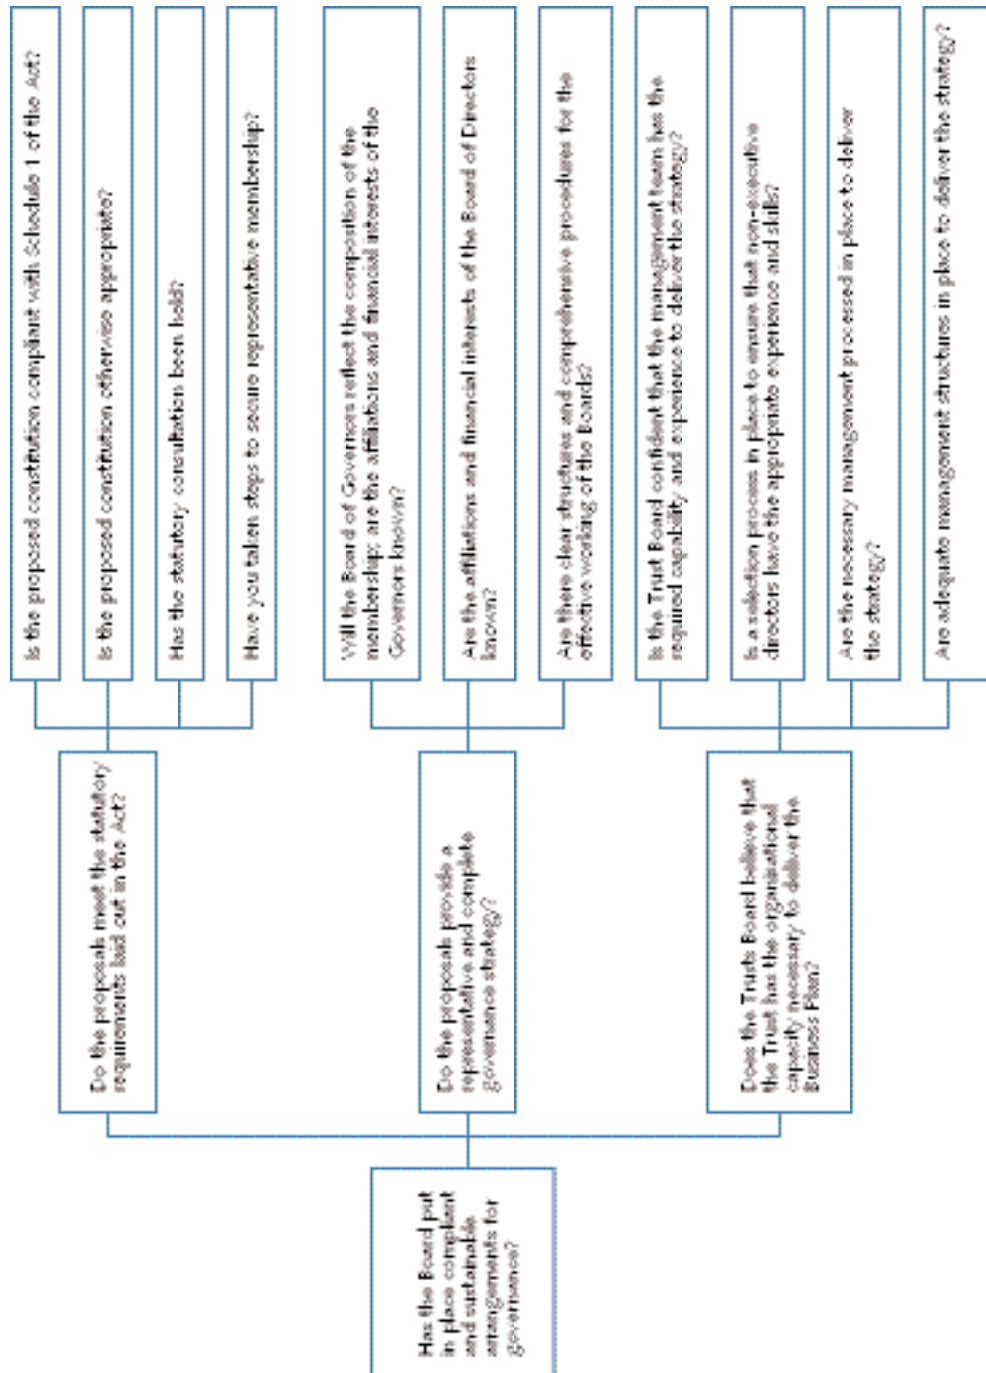 Has the Board put
in place compliant
and sustainable
arrangements for
governance?
Do the proposals meet the statutory
requirements laid out in the Act?
Is the proposed constitution compliant with Schedule 1 of the Act?
Is the proposed constitution otherwise appropriate?
Has the statutory consultation been held?
Have you taken steps to secure representative membership?
Do the proposals provide a
representative and complete
governance strategy?
Will the Board of Governors reflect the composition of the
membership; are the affiliations and financial interests of the
Governors known?
Are the affiliations and financial interests of the Board of Directors
known?
Are there clear structures and comprehensive procedures for the
effective working of the Boards?
Does the Trusts Board believe that
the Trust has the organisational
capacity necessary to deliver the
Business Plan?
Is the Trust Board confident that the management team has the
required capability and experience to deliver the strategy?
Is a selection process in place to ensure that non-executive
directors have the appropriate experience and skills?
Are the necessary management processed in place to deliver
the strategy?
Are adequate management structures in place to deliver the strategy?